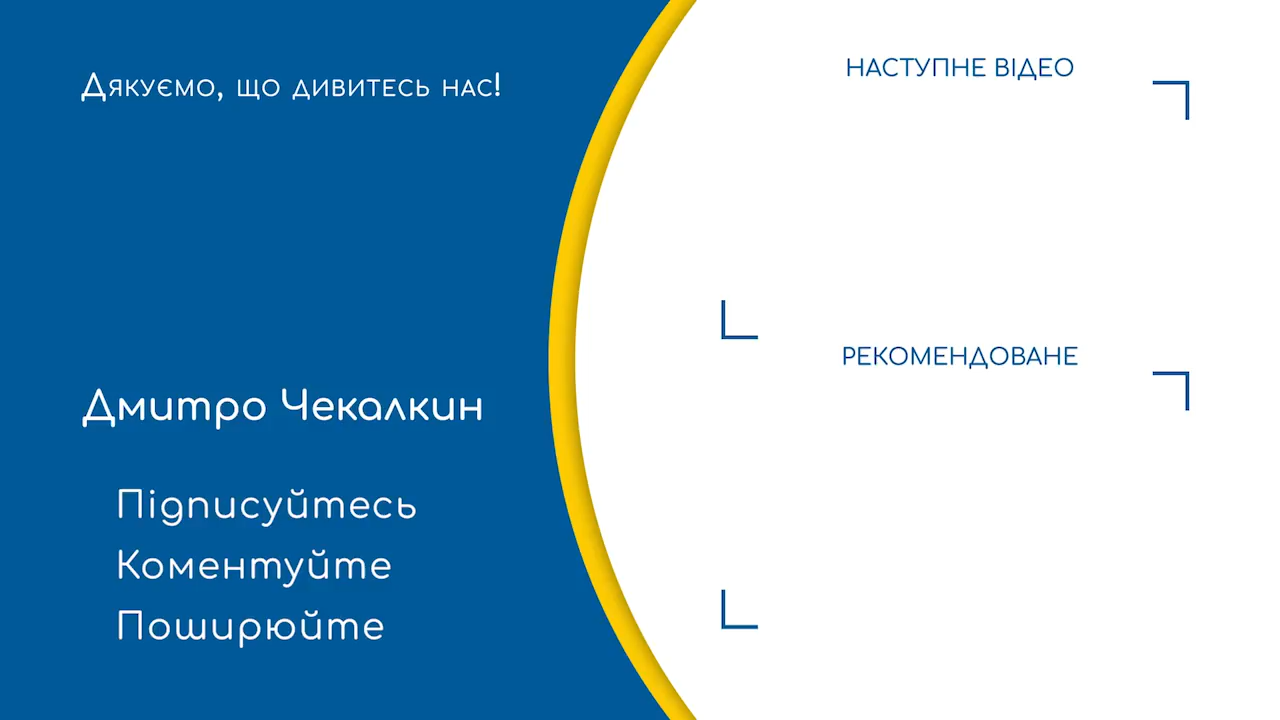 Дякуємо, що дивитесь нас!
Дмитро Чекалкин
Підписуйтесь
Коментуйте
Поширюйте
НАСТУПНЕ ВІДЕО
РЕКОМЕНДОВАНЕ